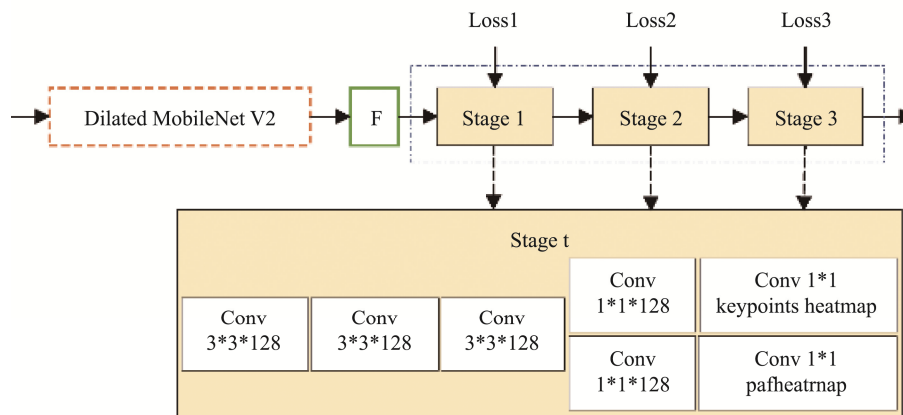 Loss1 Loss2 Loss3
Dilated MobileNet V2 F Stage 1 Stage 2 Stage 3
Stage t
Conv
3*3*128
Conv
3*3*128
Conv
3*3*128
Conv
1*1*128
Conv 1*1
keypoints heatmap
Conv
1*1*128
Conv 1*1
pafheatrnap